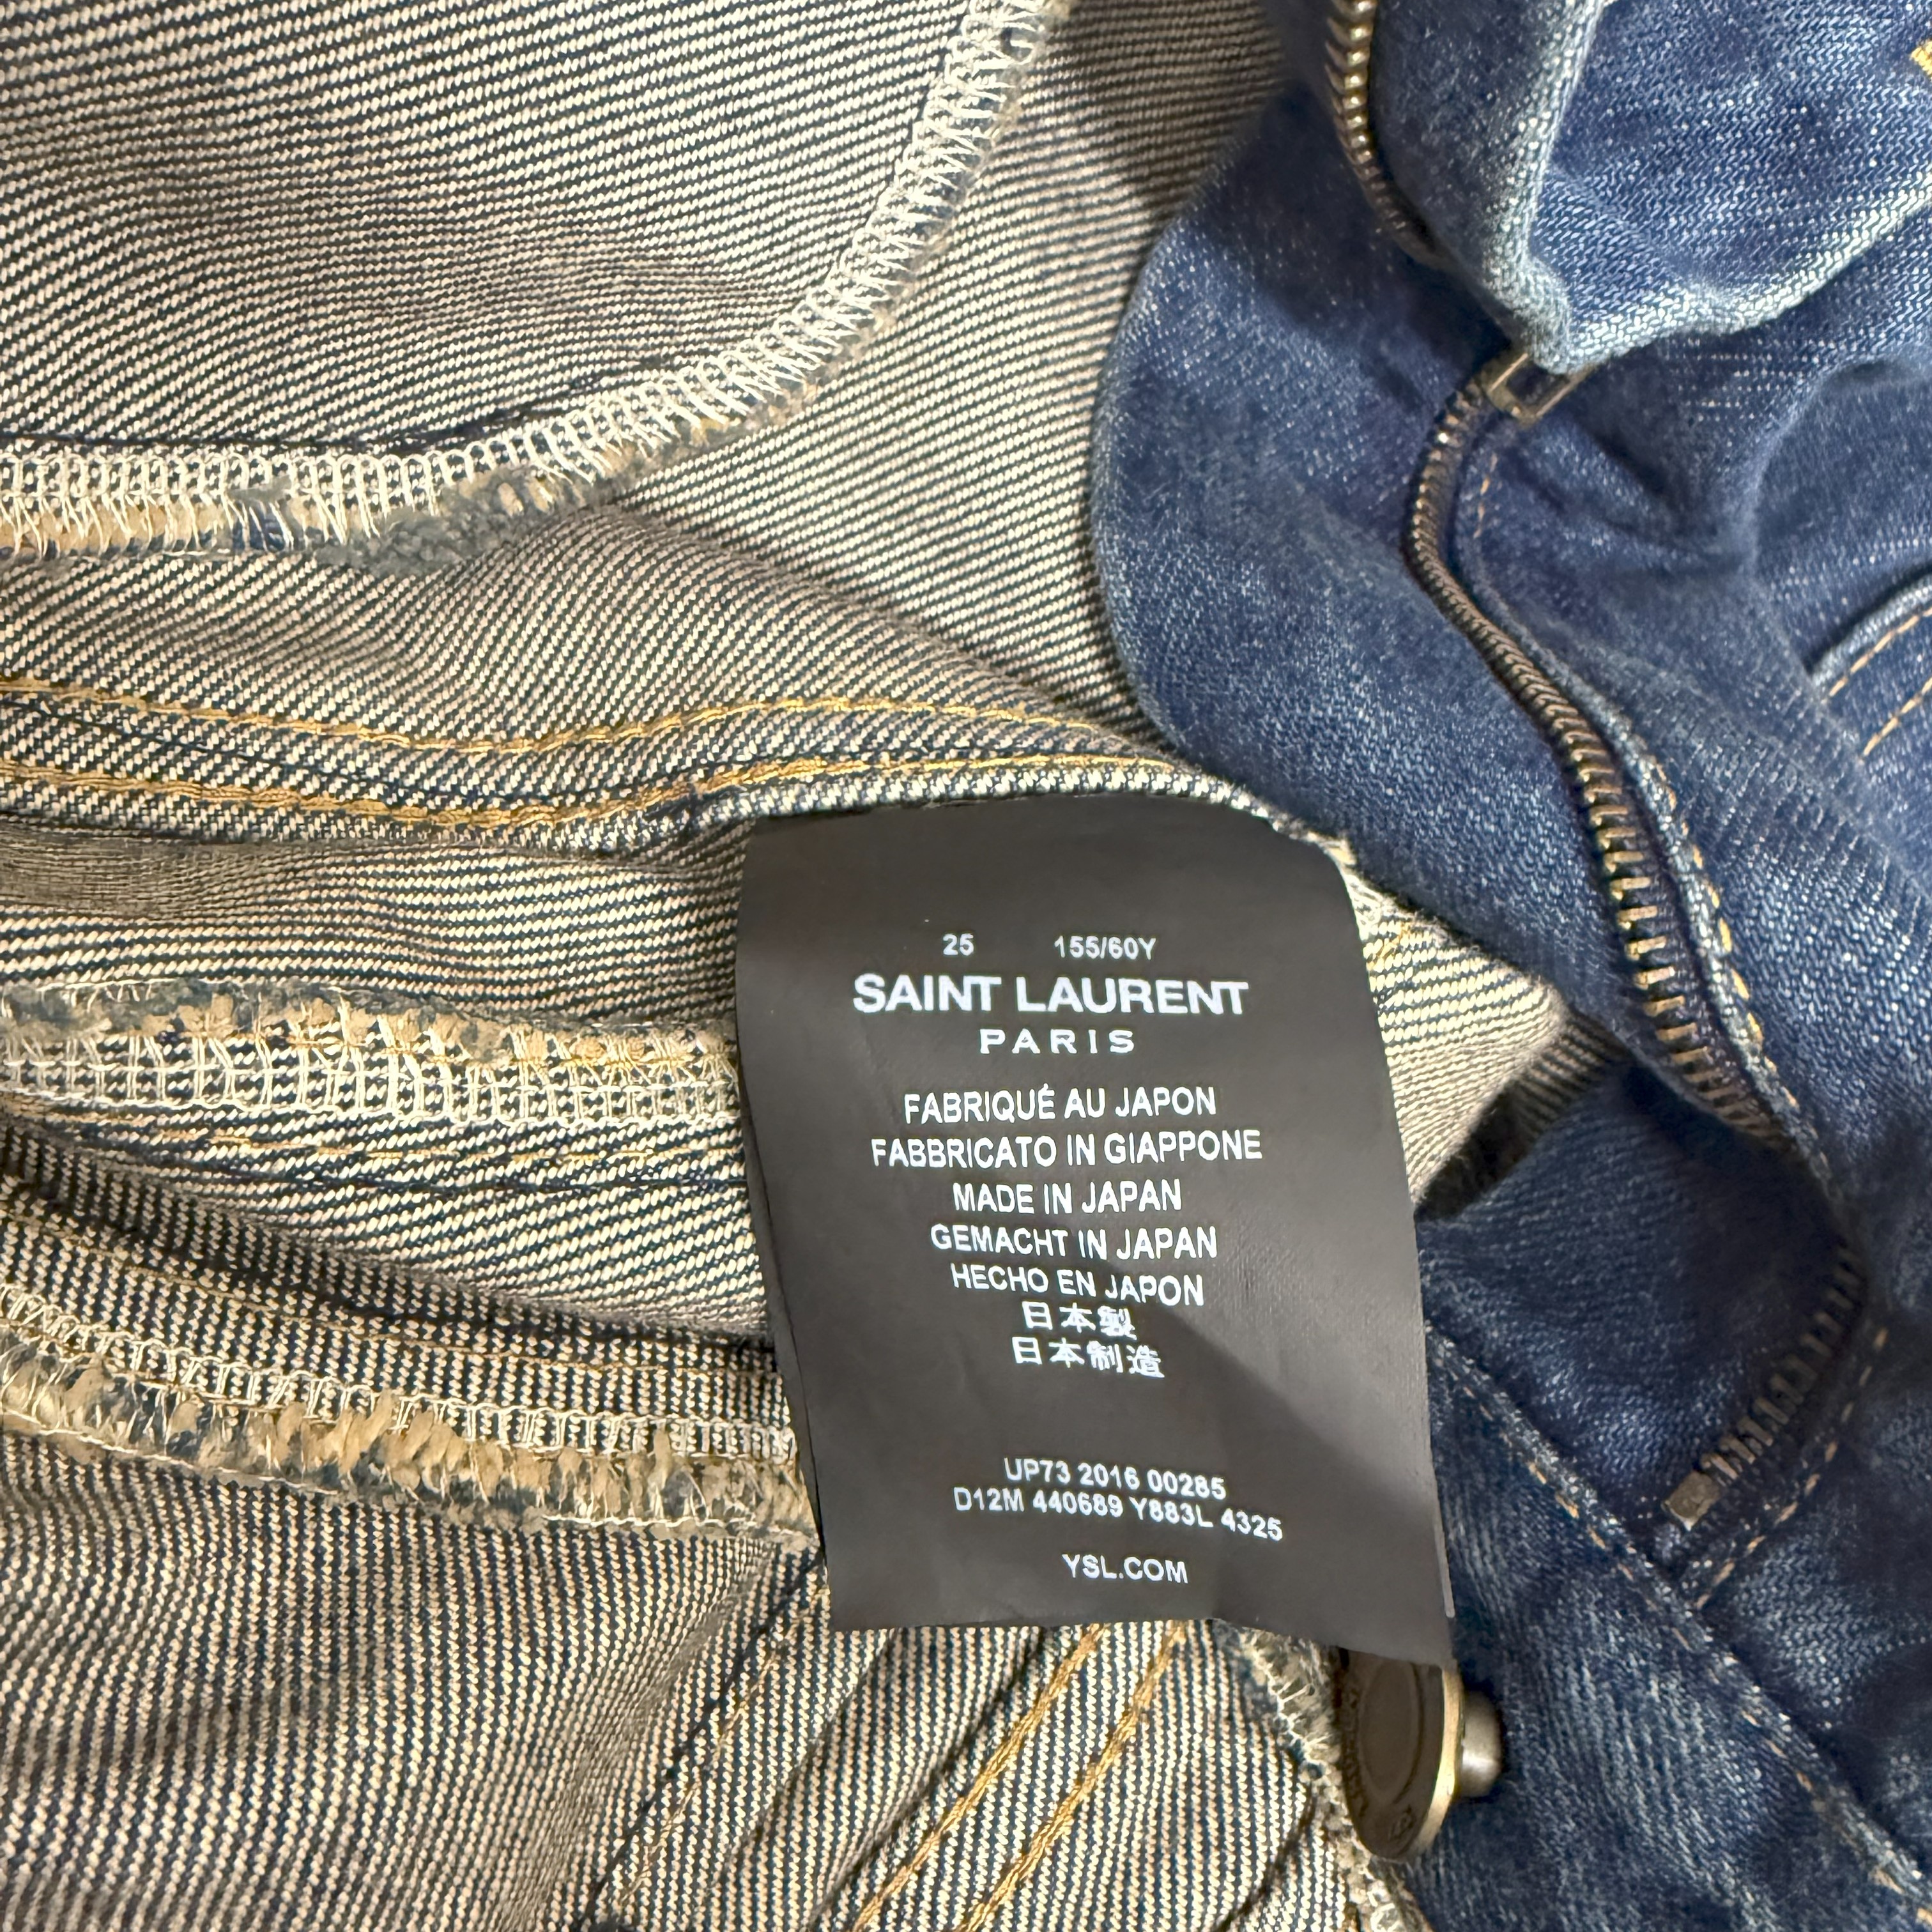 25 155/60Y
SAINT LAURENT
PARIS
FABRIQUÉ AU JAPON
FABBRICATO IN GIAPPONE
MADE IN JAPAN
GEMACHT IN JAPAN
HECHO EN JAPON
日本製
日本制造
UP73 2016 00285
D12M 440689 Y883L 4325
YSL.COM